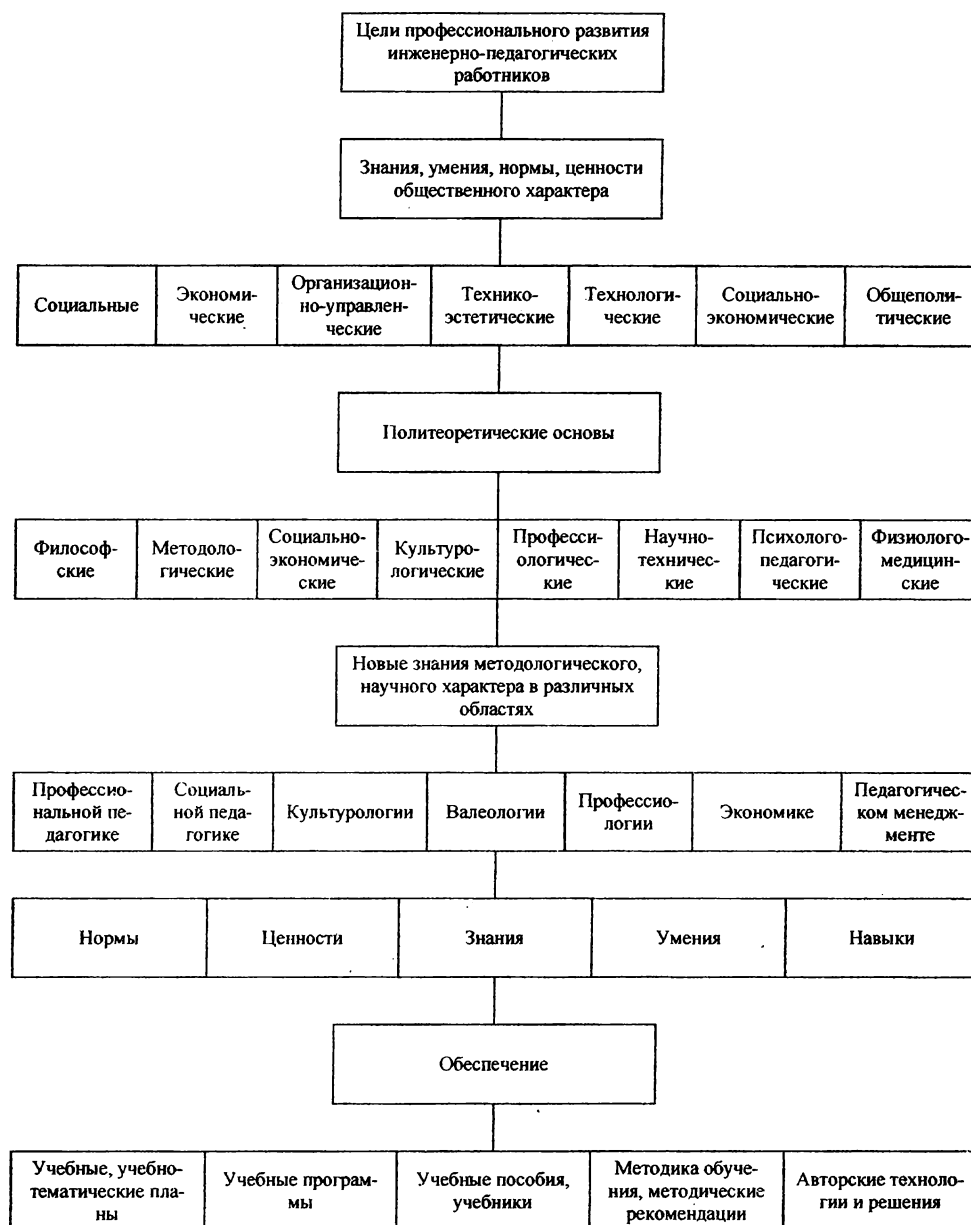 Цели профессионального развития
инженерно-педагогических
работников
Знания, умения, нормы, ценности
общественного характера
Социальные
Экономи-
ческие
Организацион-
но-управлен-
ческие
Технико-
эстетические
Технологи-
ческие
Социально-
экономические
Общеполи-
тические
Политеоретические основы
Философ-
ские
Методоло-
гические
Социально-
экономиче-
ские
Культуро-
логические
Професси-
ологичес-
кие
Научно-
техничес-
кие
Психолого-
педагоги-
ческие
Физиолого-
медицин-
ские
Новые знания методологического,
научного характера в различных
областях
Профессио-
нальной пе-
дагогике
Социаль-
ной педа-
гогике
Культурологии
Валеологии
Профессио-
логии
Экономике
Педагогичес-
ком менедж-
менте
Нормы
Ценности
Знания
Умения
Навыки
Обеспечение
Учебные, учебно-
тематические пла-
ны
Учебные програм-
мы
Учебные пособия,
учебники
Методика обуче-
ния, методические
рекомендации
Авторские техноло-
гии и решения